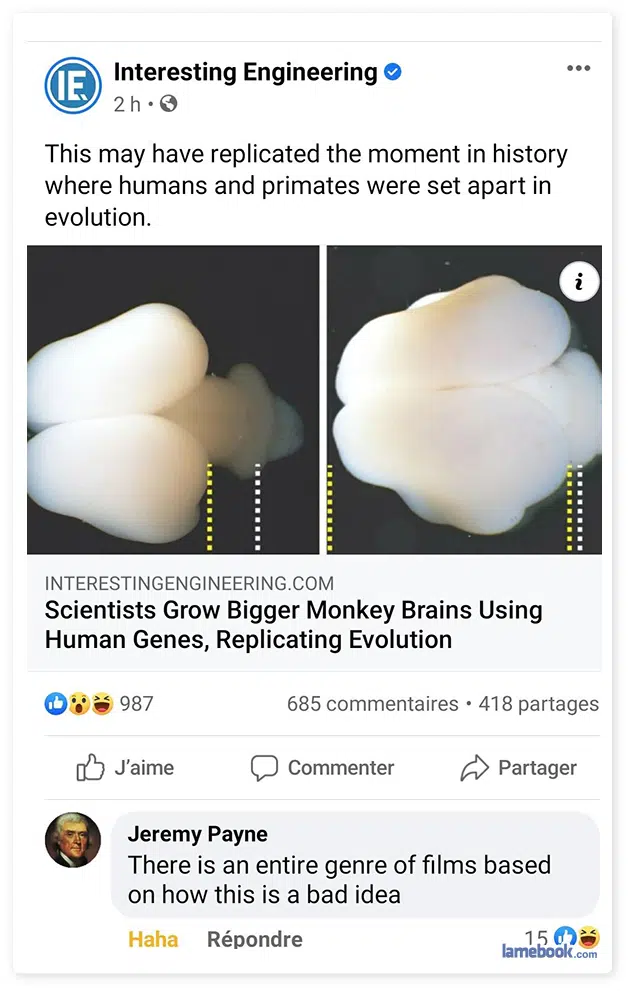 IE
Interesting Engineering
2 h •
This may have replicated the moment in history
where humans and primates were set apart in
evolution.
i
INTERESTINGENGINEERING.COM
Scientists Grow Bigger Monkey Brains Using
Human Genes, Replicating Evolution
987 685 commentaires • 418 partages
J’aime Commenter Partager
Jeremy Payne
There is an entire genre of films based
on how this is a bad idea
Haha Répondre 15
lamebook.com